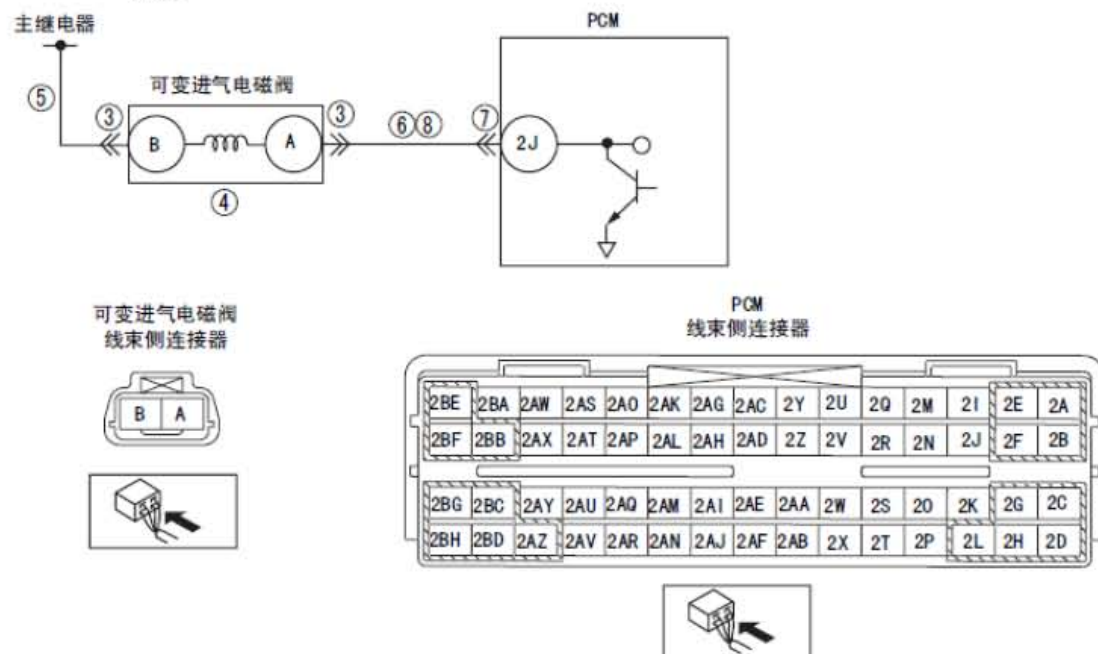 主继电器
PCM
可变进气电磁阀
⑤
③
③
⑥⑧
⑦
B
A
2J
④
可变进气电磁阀
线束侧连接器
PCM
线束侧连接器
B A
2BE 2BA 2AW 2AS 2AO 2AK 2AG 2AC 2Y 2U 2Q 2M 2I 2E 2A
2BF 2BB 2AX 2AT 2AP 2AL 2AH 2AD 2Z 2V 2R 2N 2J 2F 2B
2BG 2BC 2AY 2AU 2AQ 2AM 2AI 2AE 2AA 2W 2S 2O 2K 2G 2C
2BH 2BD 2AZ 2AV 2AR 2AN 2AJ 2AF 2AB 2X 2T 2P 2L 2H 2D